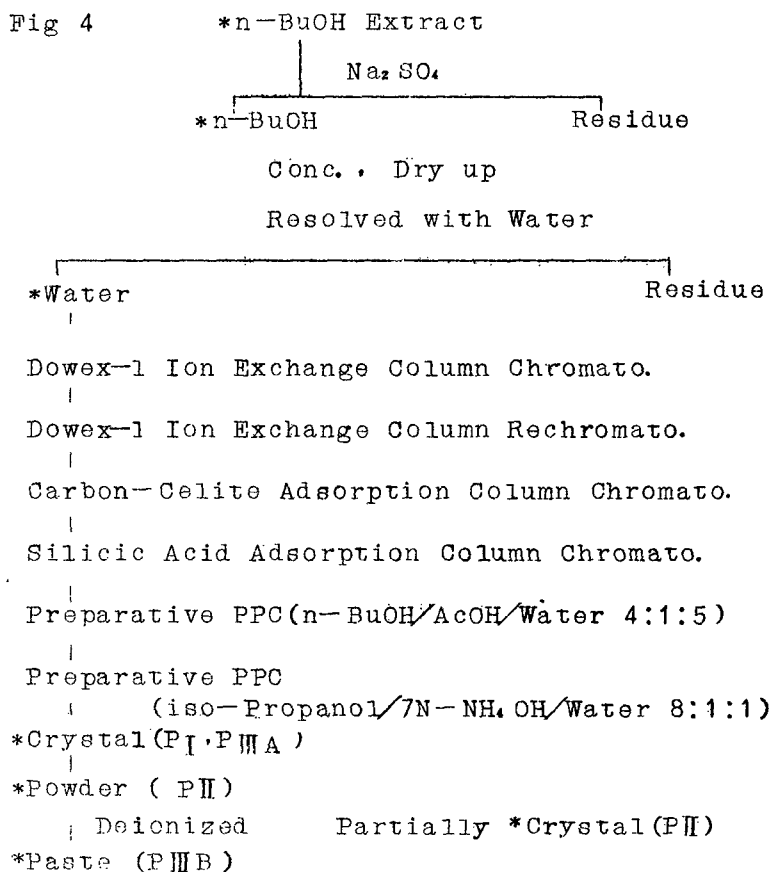 Fig 4 *n-BuOH Extract
Na₂SO₄
*n-BuOH Residue
Conc., Dry up
Resolved with Water
*Water Residue
Dowex-1 Ion Exchange Column Chromato.
Dowex-1 Ion Exchange Column Rechromato.
Carbon-Celite Adsorption Column Chromato.
Silicic Acid Adsorption Column Chromato.
Preparative PPC(n-BuOH/AcOH/Water 4:1:5)
Preparative PPC
(iso-Propanol/7N-NH₄OH/Water 8:1:1)
*Crystal(PⅠ·PⅢA)
*Powder ( PⅡ)
Deionized Partially *Crystal(PⅡ)
*Paste (PⅢB)